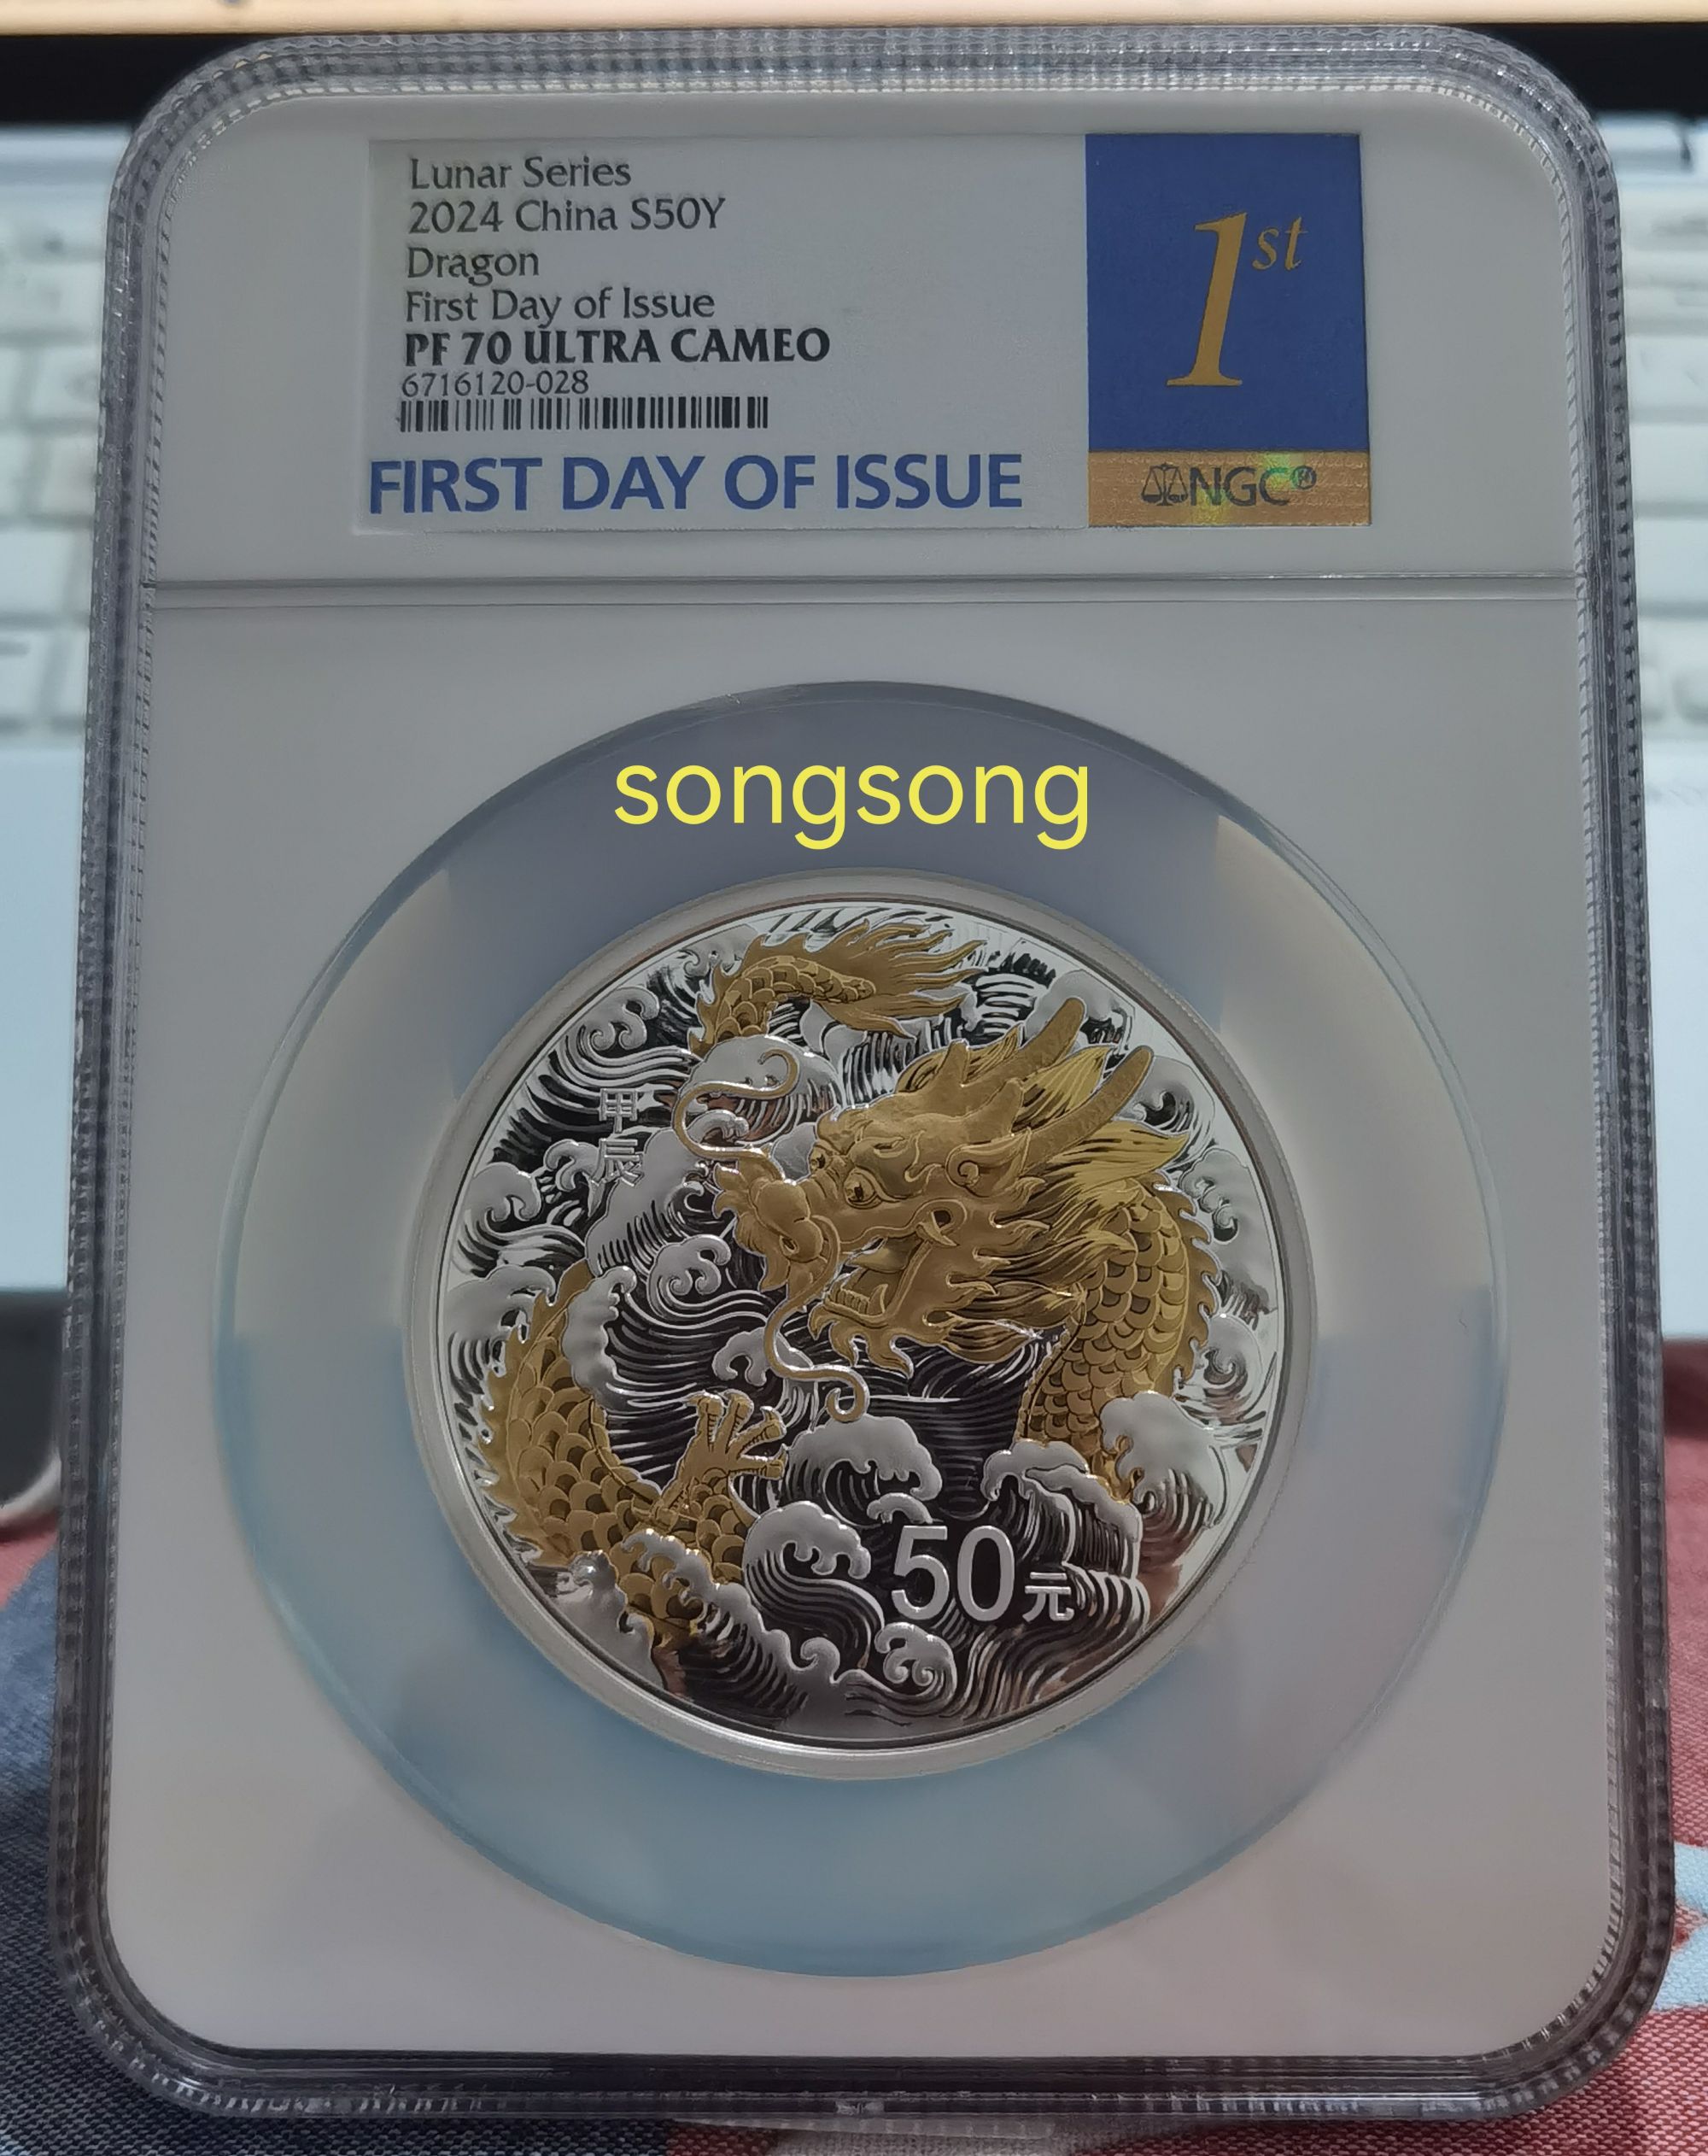 Lunar Series
2024 China S50Y
Dragon
First Day of Issue
PF 70 ULTRA CAMEO
6716120-028
FIRST DAY OF ISSUE
1st
NGC®
songsong
甲
辰
50元